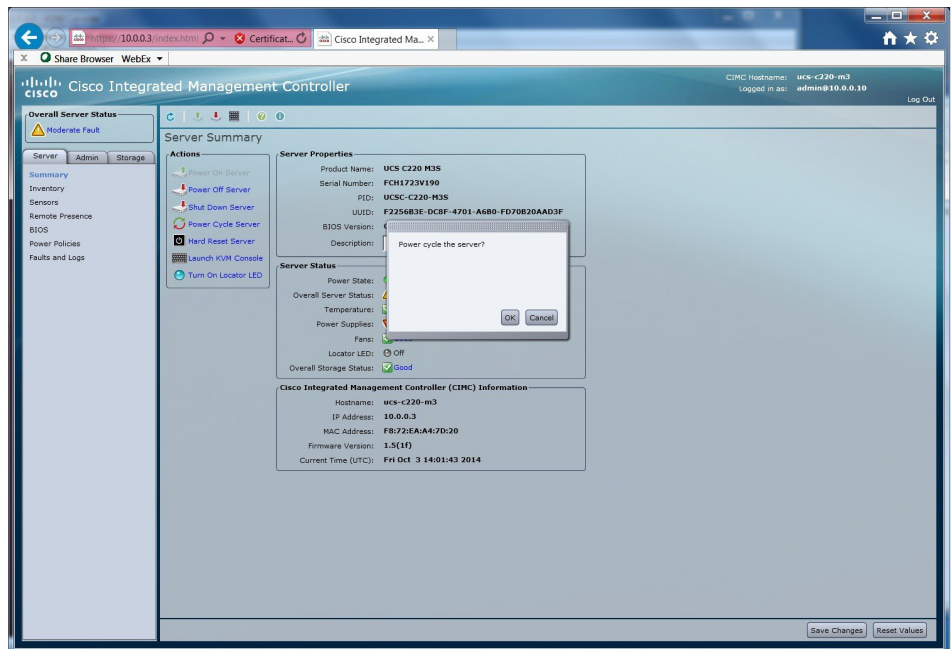 https://10.0.0.3/index.html
Certificat...
Cisco Integrated Ma...
X Share Browser WebEx
CISCO
Cisco Integrated Management Controller
CIMC Hostname: ucs-c220-m3
Logged in as: admin@10.0.0.10
Log Out
Overall Server Status
Moderate Fault
Server Admin Storage
Summary
Inventory
Sensors
Remote Presence
BIOS
Power Policies
Faults and Logs
Server Summary
Actions
Power On Server
Power Off Server
Shut Down Server
Power Cycle Server
Hard Reset Server
Launch KVM Console
Turn On Locator LED
Server Properties
Product Name: UCS C220 M3S
Serial Number: FCH1723V190
PID: UCSC-C220-M3S
UUID: F2256B3E-DC8F-4701-A6B0-FD70B20AAD3F
BIOS Version:
Description:
Power cycle the server?
OK Cancel
Server Status
Power State:
Overall Server Status:
Temperature:
Power Supplies:
Fans:
Locator LED: Off
Overall Storage Status: Good
Cisco Integrated Management Controller (CIMC) Information
Hostname: ucs-c220-m3
IP Address: 10.0.0.3
MAC Address: F8:72:EA:A4:7D:20
Firmware Version: 1.5(1f)
Current Time (UTC): Fri Oct 3 14:01:43 2014
Save Changes Reset Values